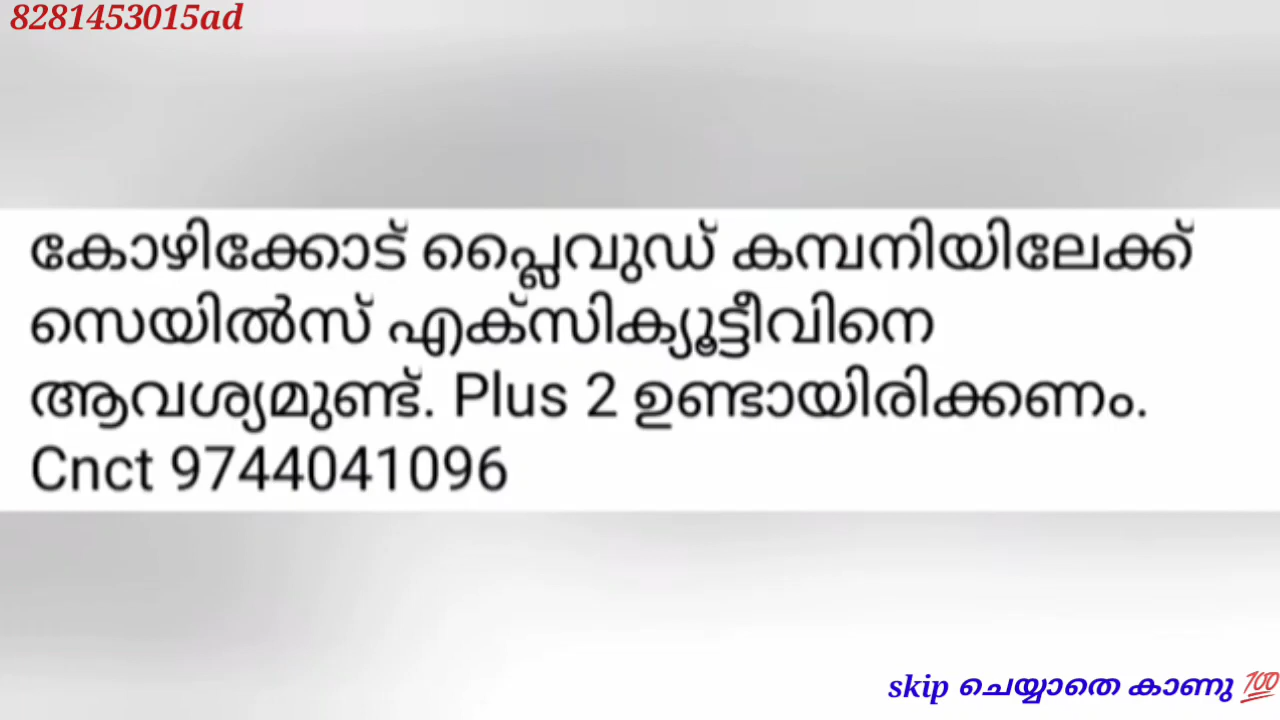 8281453015ad
കോഴിക്കോട് പ്ലൈവുഡ് കമ്പനിയിലേക്ക്
സെയിൽസ് എക്സിക്യൂട്ടീവിനെ
ആവശ്യമുണ്ട്. Plus 2 ഉണ്ടായിരിക്കണം.
Cnct 9744041096
skip ചെയ്യാതെ കാണു 💯